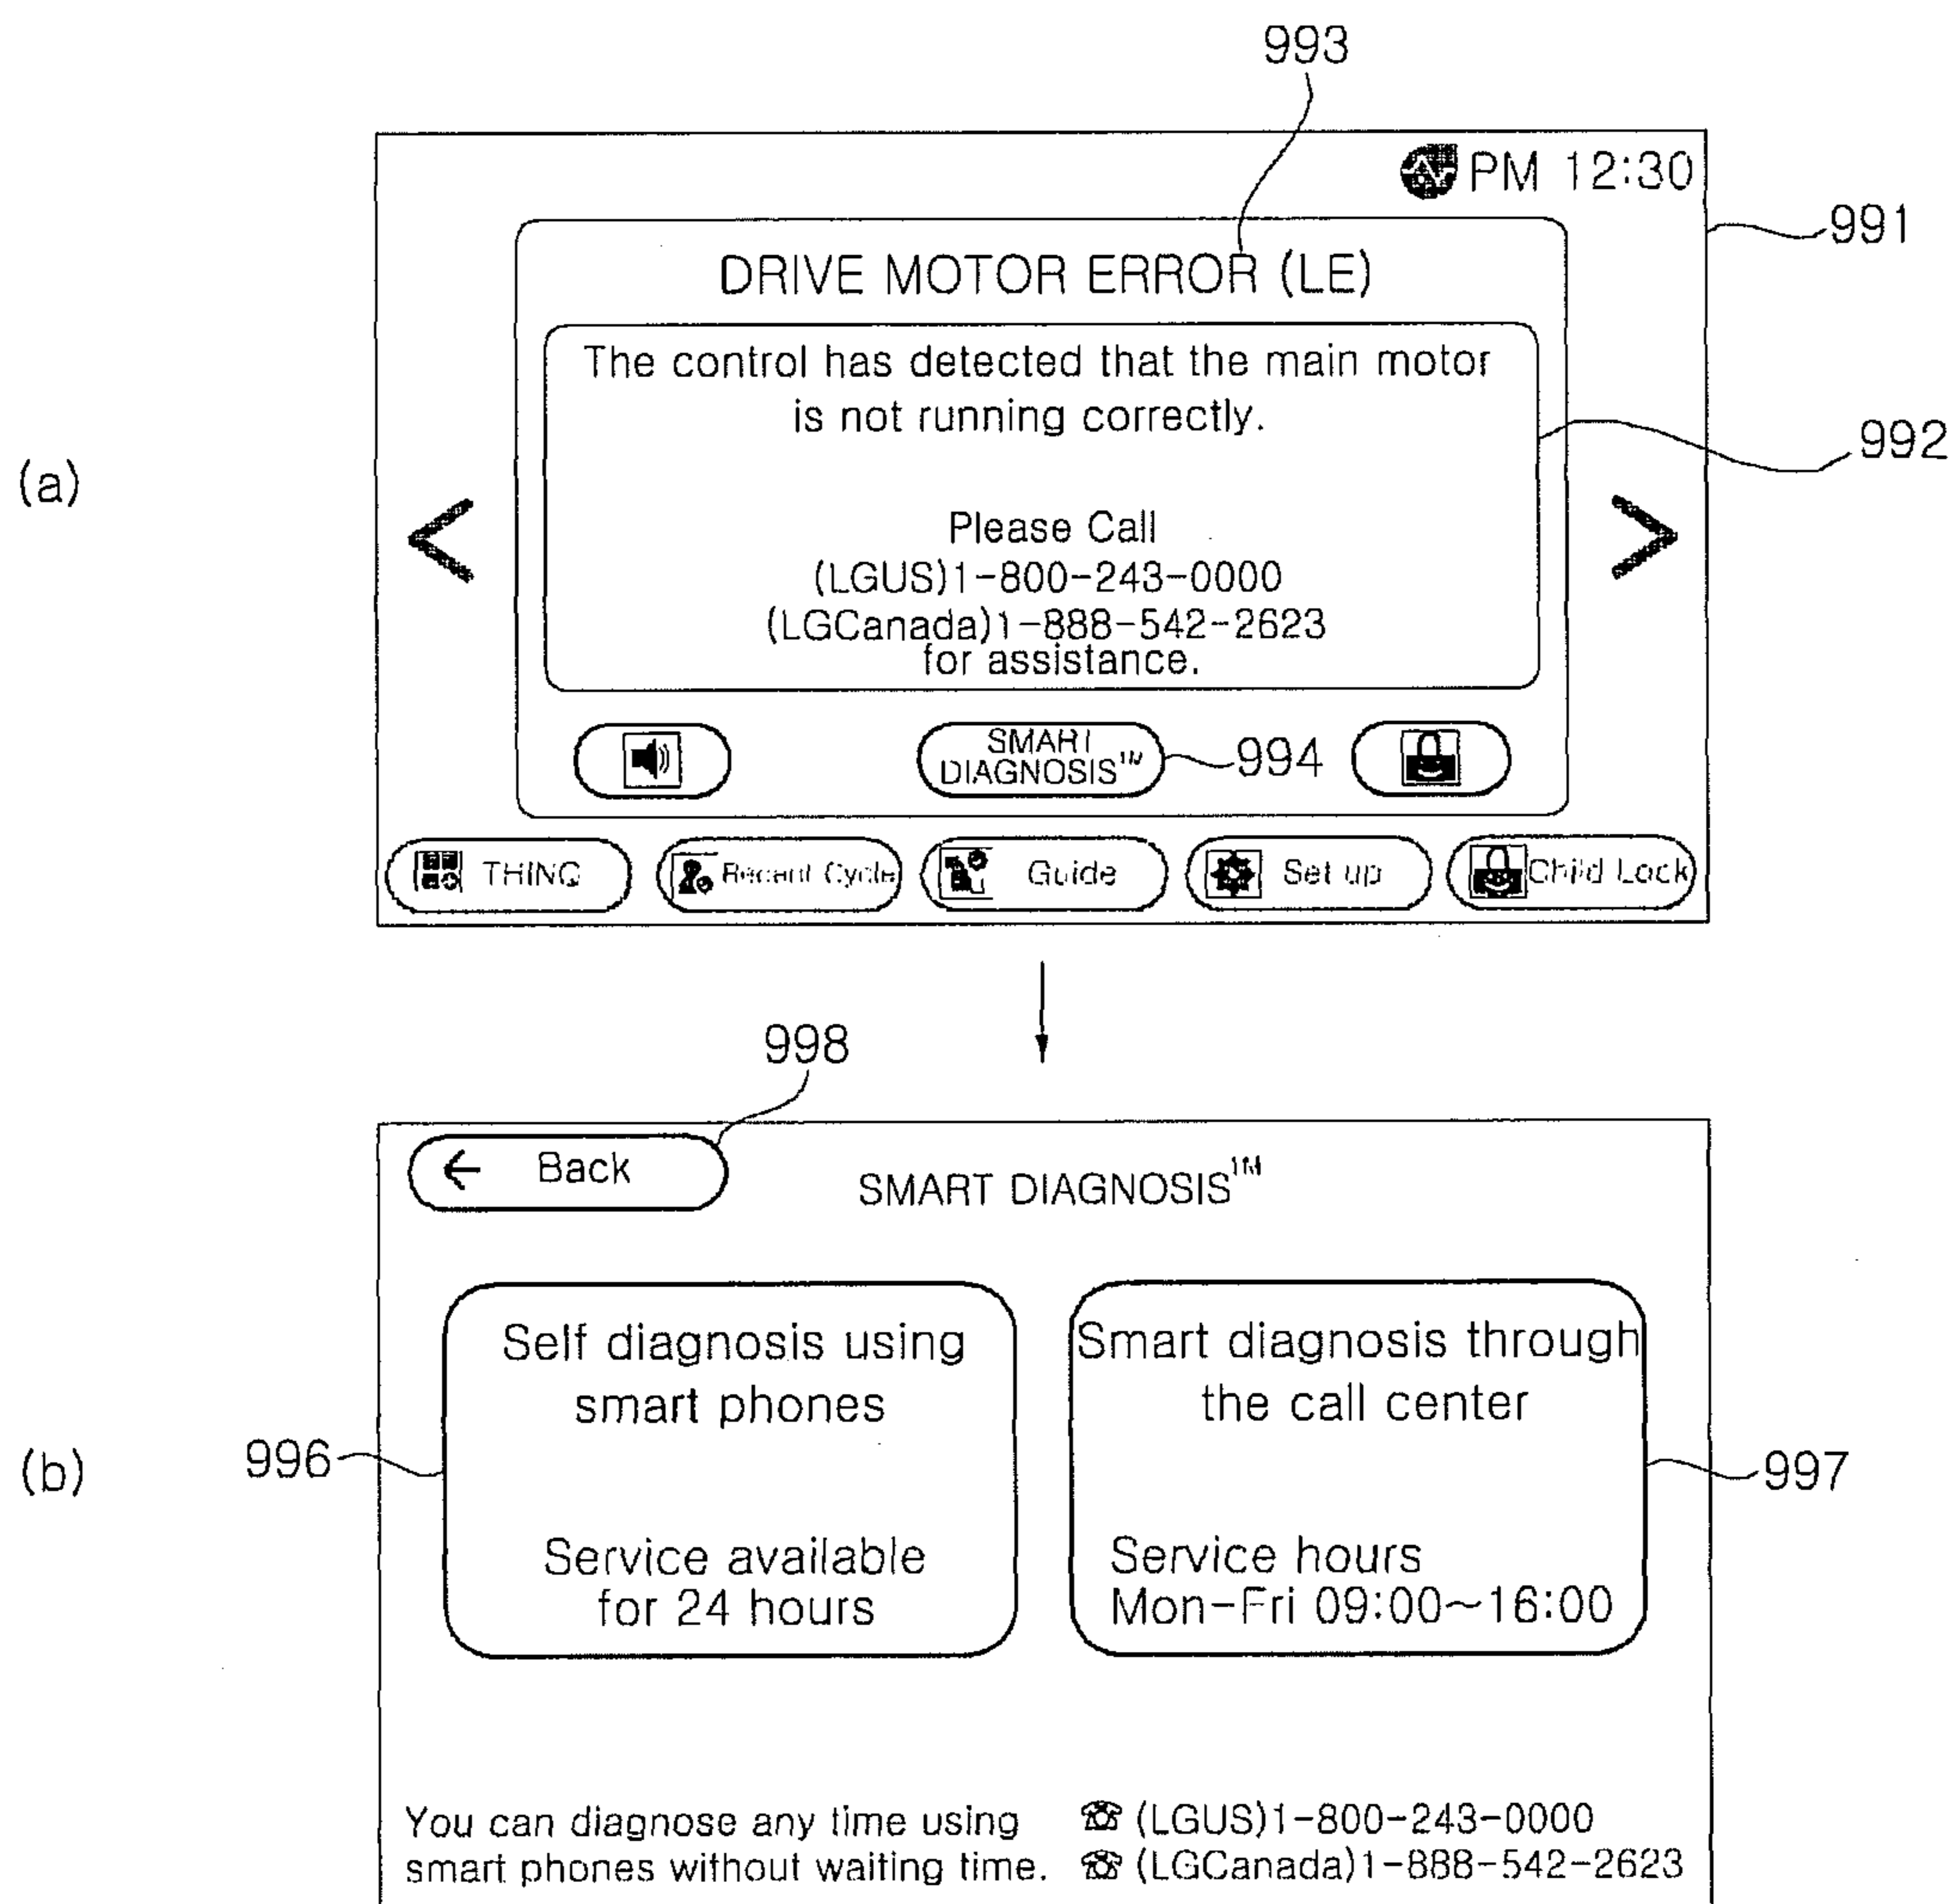 993
PM 12:30
991
DRIVE MOTOR ERROR (LE)
The control has detected that the main motor
is not running correctly.
992
(a)
<
>
Please Call
(LGUS)1-800-243-0000
(LGCanada)1-888-542-2623
for assistance.
SMART
DIAGNOSIS™
994
THINQ
Recent Cycle
Guide
Set up
Child Lock
998
← Back
SMART DIAGNOSIS™
Self diagnosis using
smart phones
Service available
for 24 hours
Smart diagnosis through
the call center
Service hours
Mon-Fri 09:00~16:00
(b)
996
997
You can diagnose any time using
smart phones without waiting time.
☎ (LGUS)1-800-243-0000
☎ (LGCanada)1-888-542-2623